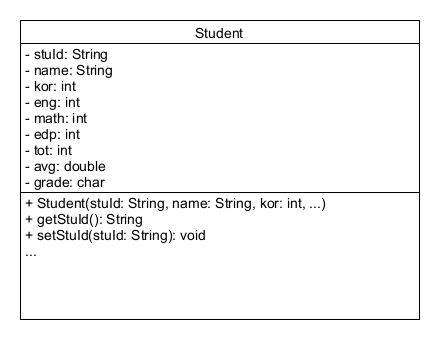 Student
- stuId: String
- name: String
- kor: int
- eng: int
- math: int
- edp: int
- tot: int
- avg: double
- grade: char
+ Student(stuId: String, name: String, kor: int, ...)
+ getStuId(): String
+ setStuId(stuId: String): void
...